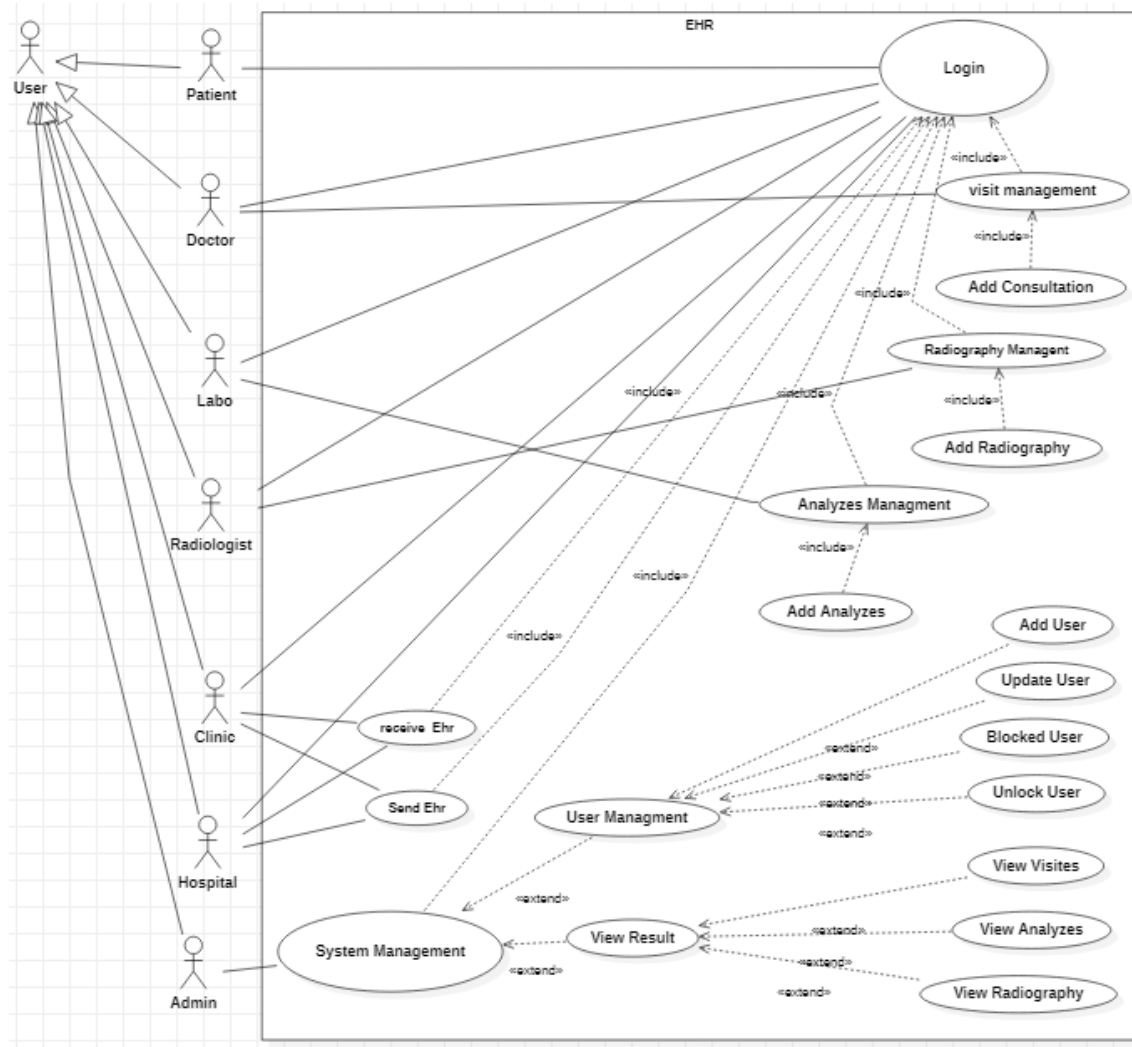 EHR
User
Patient
Login
«include»
visit management
Doctor
«include»
Add Consultation
«include»
Radiography Managent
Labo
«include»
«include»
«include»
Add Radiography
Radiologist
Analyzes Managment
«include»
«include»
Add Analyzes
Add User
«include»
Update User
Clinic
receive Ehr
Blocked User
«extend»
«extend»
Send Ehr
User Managment
Unlock User
«extend»
«extend»
Hospital
View Visites
«extend»
System Management
View Result
«extend»
View Analyzes
«extend»
«extend»
Admin
«extend»
View Radiography